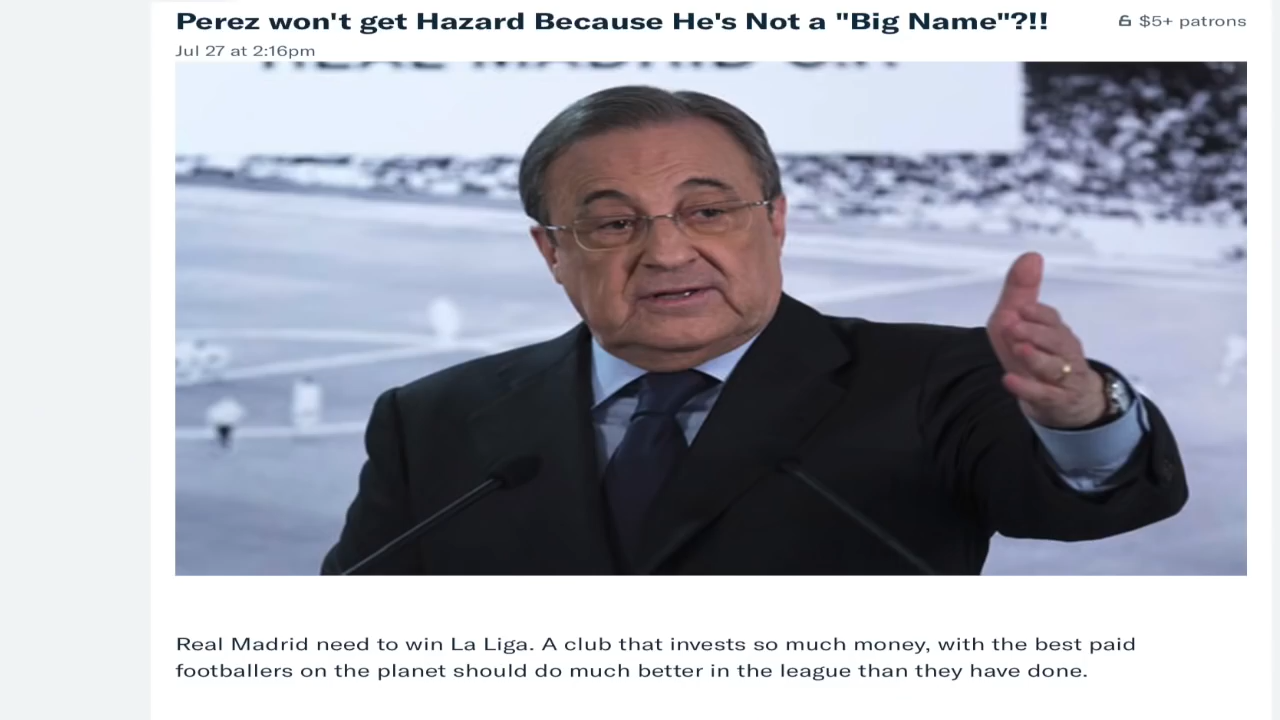 Perez won't get Hazard Because He's Not a "Big Name"?!!
$5+ patrons
Jul 27 at 2:16pm
REAL MADRID C.F.
Real Madrid need to win La Liga. A club that invests so much money, with the best paid
footballers on the planet should do much better in the league than they have done.